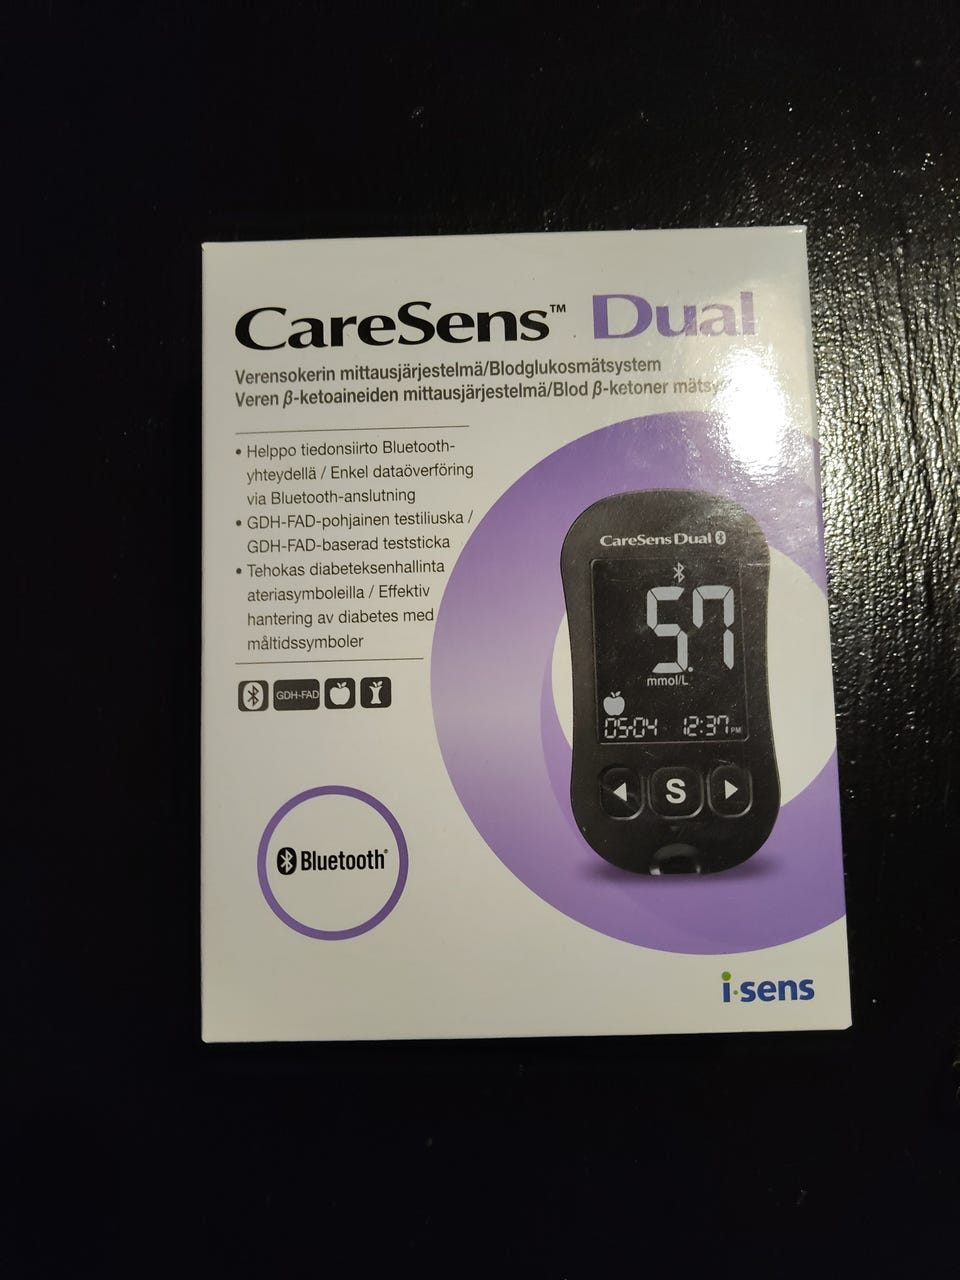 CareSens™ Dual
Verensokerin mittausjärjestelmä/Blodglukosmätsystem
Veren β-ketoaineiden mittausjärjestelmä/Blod β-ketoner
• Helppo tiedonsiirto Bluetooth-
yhteydellä / Enkel dataöverföring
via Bluetooth-anslutning
• GDH-FAD-pohjainen testiliuska /
GDH-FAD-baserad teststicka
• Tehokas diabeteksenhallinta
ateriasymboleilla / Effektiv
hantering av diabetes med
måltidssymboler
GDH-FAD
Bluetooth®
CareSens Dual
5.7
mmol/L
05-04 12:37 PM
S
i·sens